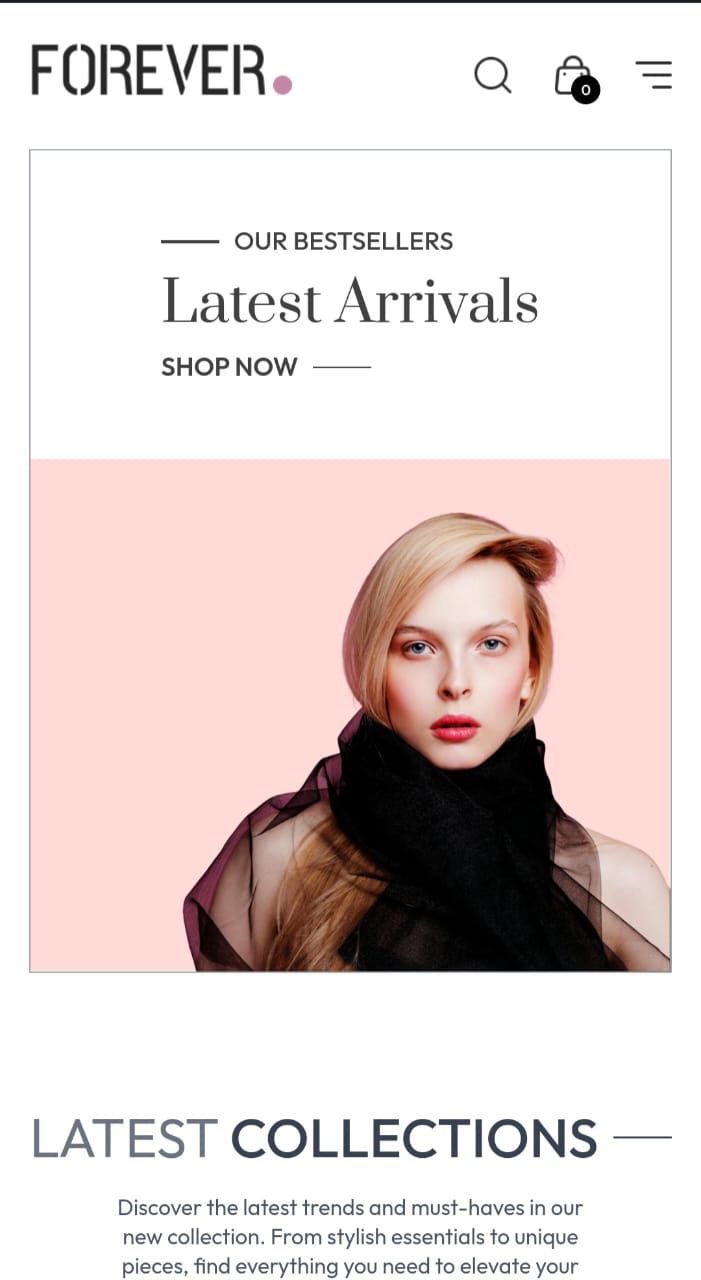 FOREVER.
0
OUR BESTSELLERS
Latest Arrivals
SHOP NOW
LATEST COLLECTIONS
Discover the latest trends and must-haves in our
new collection. From stylish essentials to unique
pieces, find everything you need to elevate your